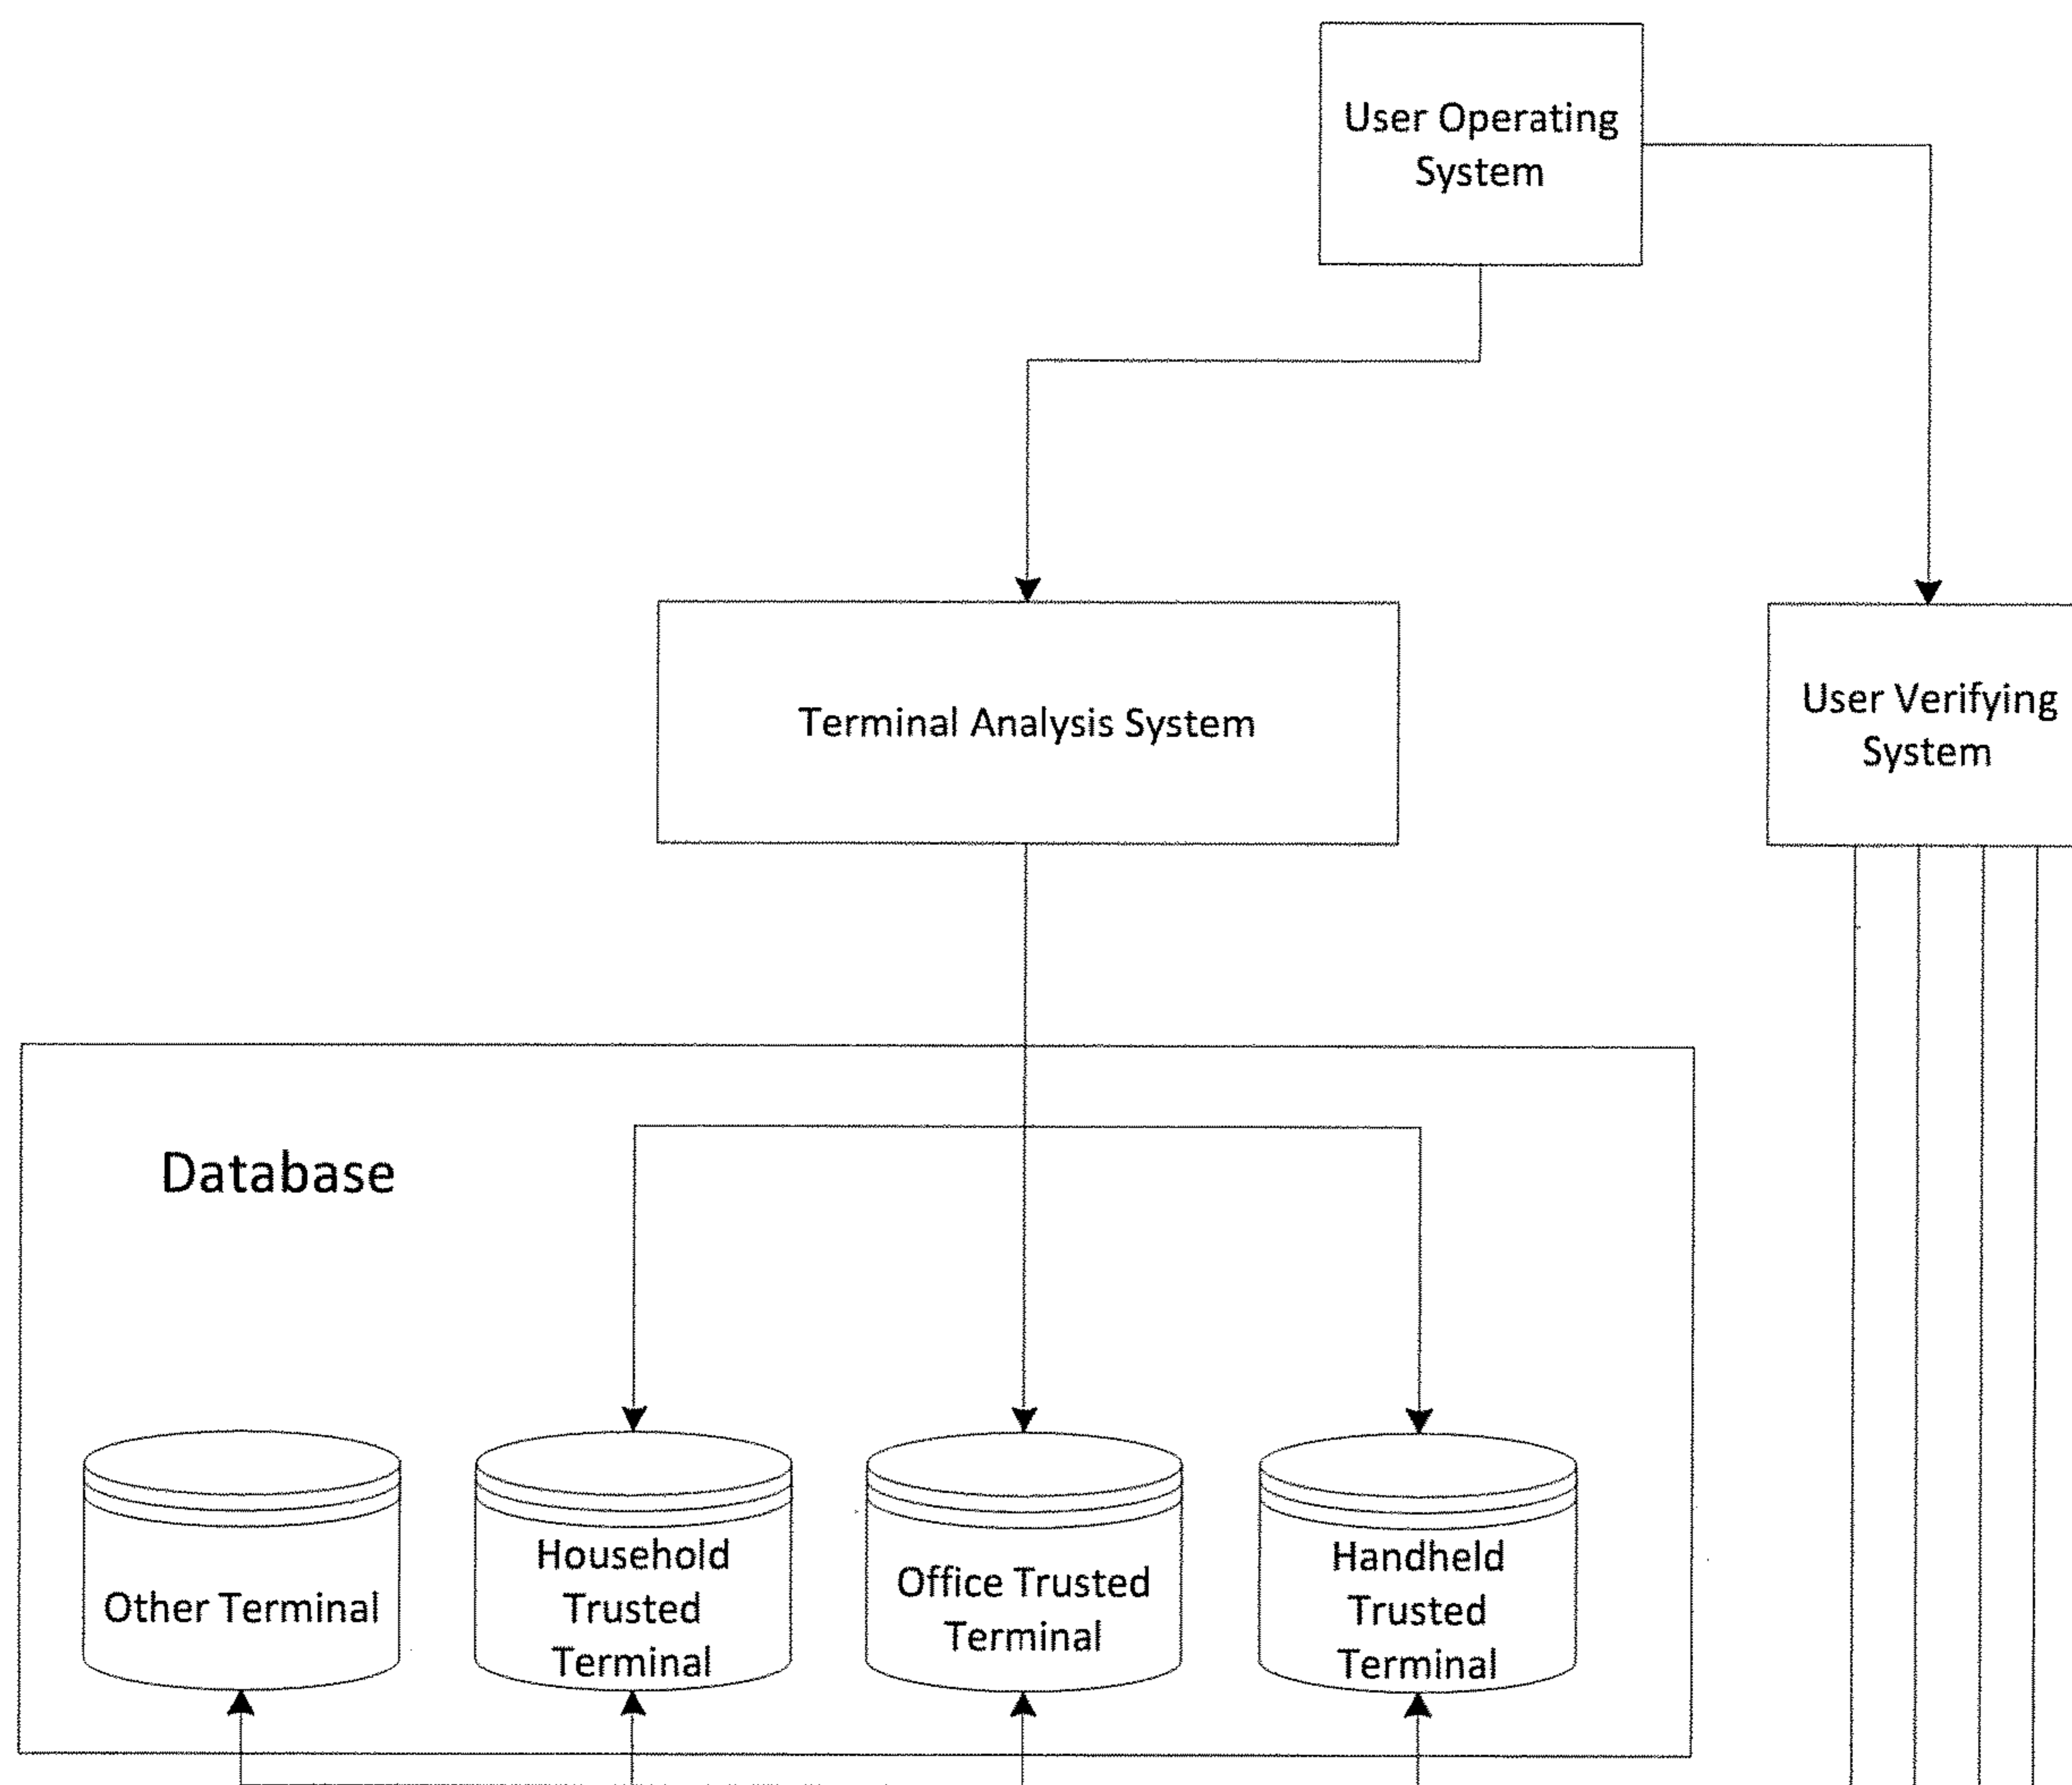 User Operating
System
Terminal Analysis System
User Verifying
System
Database
Other Terminal
Household
Trusted
Terminal
Office Trusted
Terminal
Handheld
Trusted
Terminal